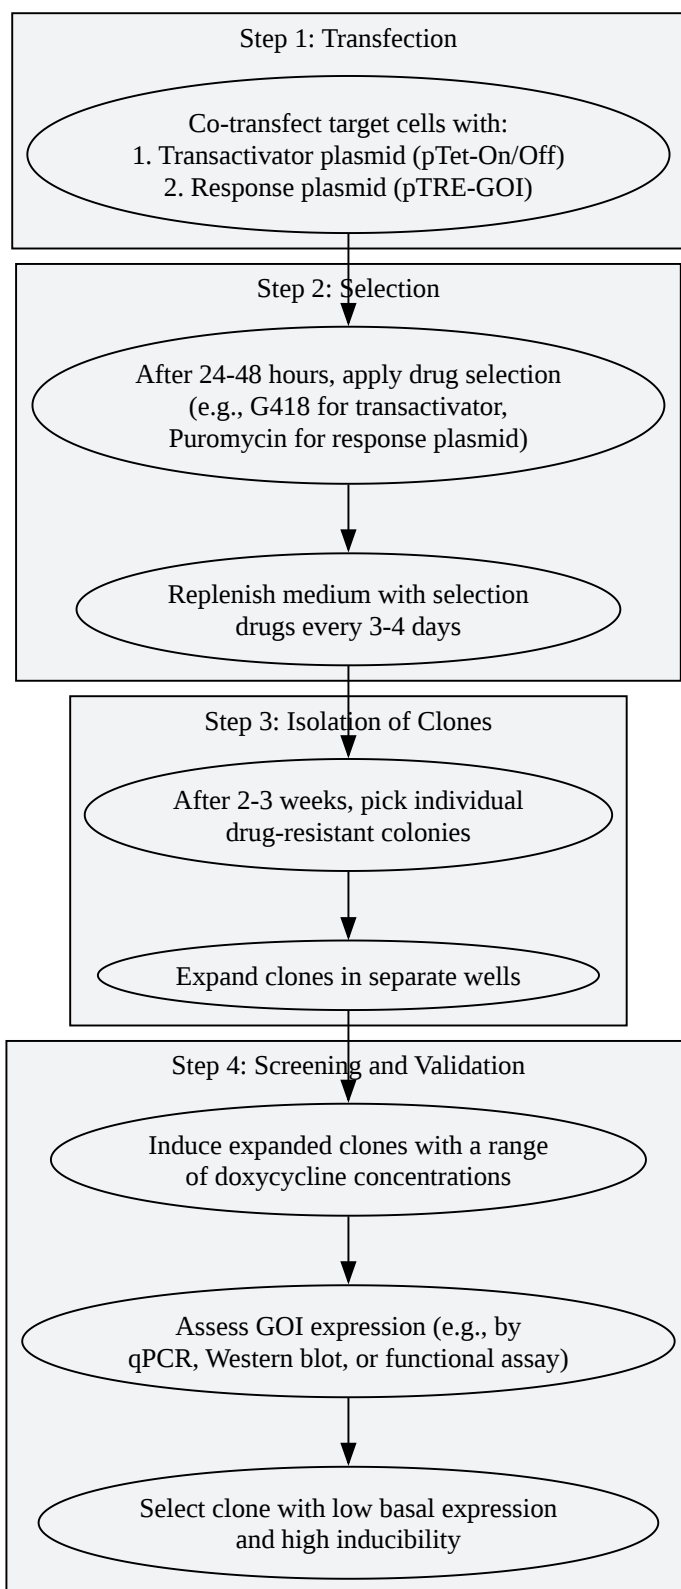 Step 1: Transfection
Co-transfect target cells with:
1. Transactivator plasmid (pTet-On/Off)
2. Response plasmid (pTRE-GOI)
Step 2: Selection
After 24-48 hours, apply drug selection
(e.g., G418 for transactivator,
Puromycin for response plasmid)
Replenish medium with selection
drugs every 3-4 days
Step 3: Isolation of Clones
After 2-3 weeks, pick individual
drug-resistant colonies
Expand clones in separate wells
Step 4: Screening and Validation
Induce expanded clones with a range
of doxycycline concentrations
Assess GOI expression (e.g., by
qPCR, Western blot, or functional assay)
Select clone with low basal expression
and high inducibility